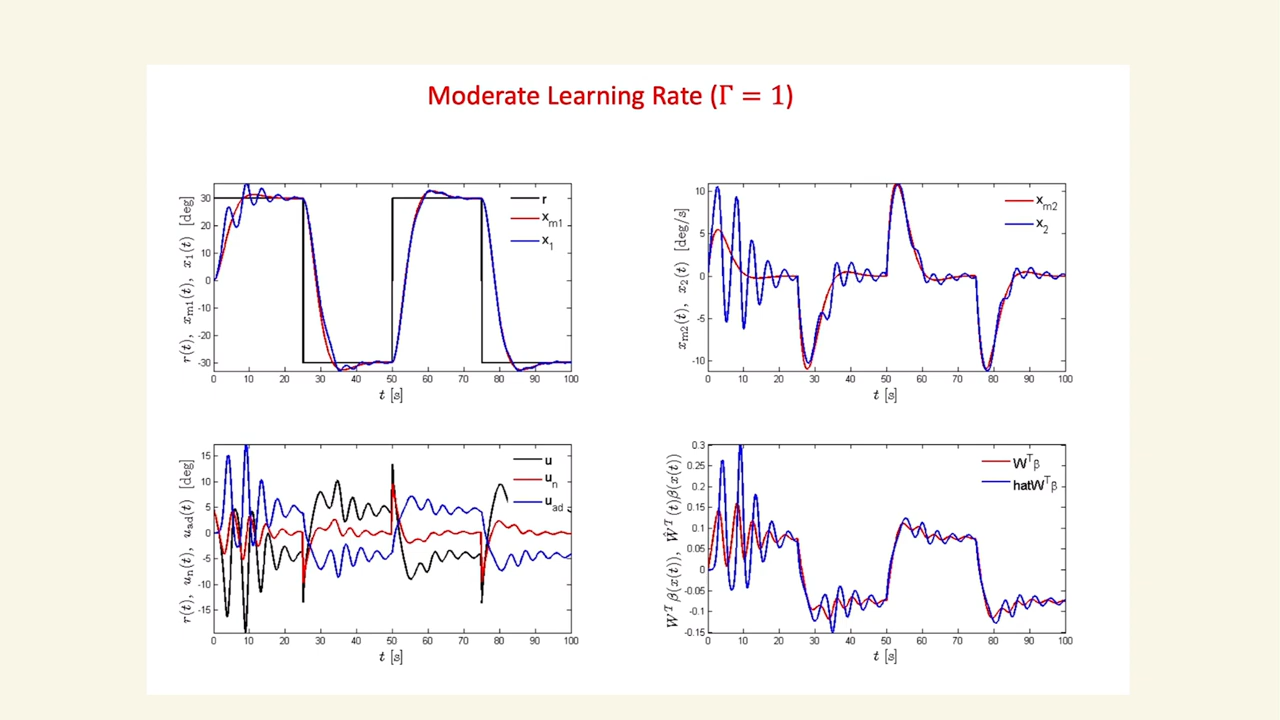 Moderate Learning Rate (Γ = 1)
r(t), x_m1(t), x_1(t) [deg]
30
20
10
0
-10
-20
-30
0 10 20 30 40 50 60 70 80 90 100
t [s]
r
x_m1
x_1
x_m2(t), x_2(t) [deg/s]
10
5
0
-5
-10
0 10 20 30 40 50 60 70 80 90 100
t [s]
x_m2
x_2
r(t), u_n(t), u_ad(t) [deg]
15
10
5
0
-5
-10
-15
0 10 20 30 40 50 60 70 80 90 100
t [s]
u
u_n
u_ad
W^T β(x(t)), Ŵ^T(t)β(x(t))
0.3
0.25
0.2
0.15
0.1
0.05
0
-0.05
-0.1
-0.15
0 10 20 30 40 50 60 70 80 90 100
t [s]
W^Tβ
hatW^Tβ